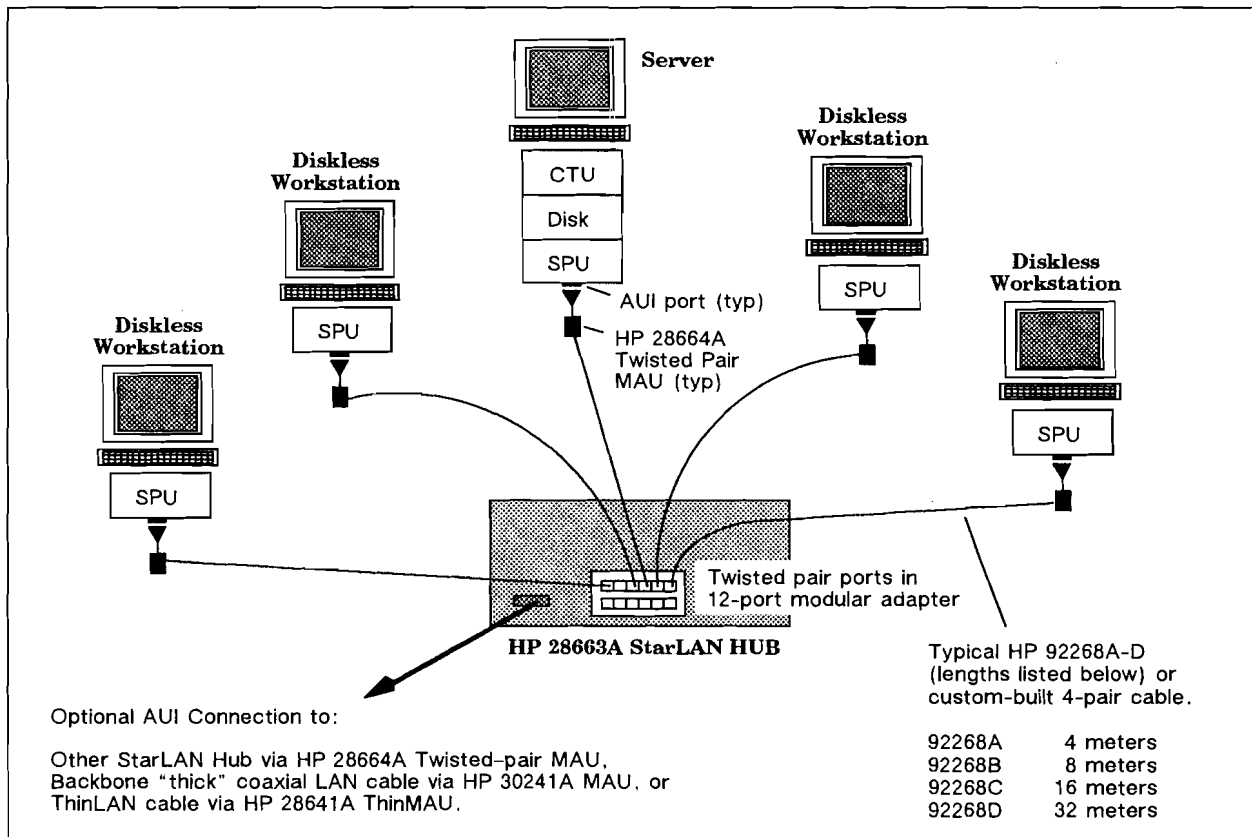 Server
CTU
Disk
SPU
AUI port (typ)
HP 28664A
Twisted Pair
MAU (typ)
Diskless
Workstation
SPU
Diskless
Workstation
SPU
Diskless
Workstation
SPU
Diskless
Workstation
SPU
Twisted pair ports in
12-port modular adapter
HP 28663A StarLAN HUB
Optional AUI Connection to:
Other StarLAN Hub via HP 28664A Twisted-pair MAU,
Backbone "thick" coaxial LAN cable via HP 30241A MAU, or
ThinLAN cable via HP 28641A ThinMAU.
Typical HP 92268A-D
(lengths listed below) or
custom-built 4-pair cable.
92268A 4 meters
92268B 8 meters
92268C 16 meters
92268D 32 meters